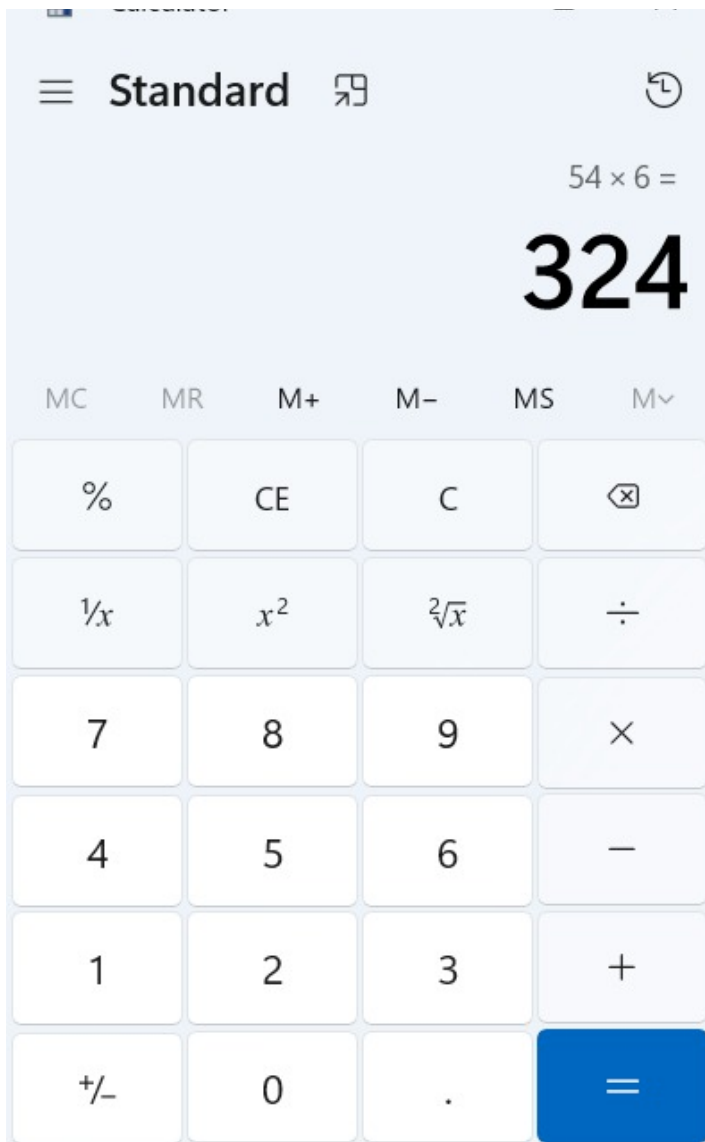 Standard
54 × 6 =
324
MC MR M+ M− MS M
% CE C
¹/x x² ²√x ÷
7 8 9 ×
4 5 6 −
1 2 3 +
+/− 0 . =